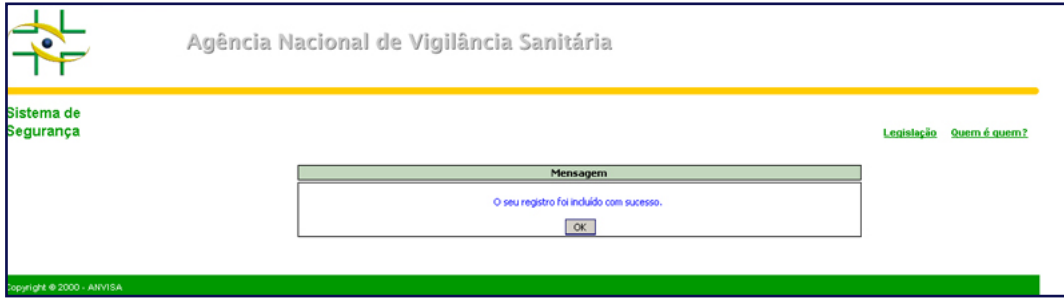 Agência Nacional de Vigilância Sanitária
Sistema de
Segurança
Legislação Quem é quem?
Mensagem
O seu registro foi incluído com sucesso.
OK
Copyright © 2000 - ANVISA